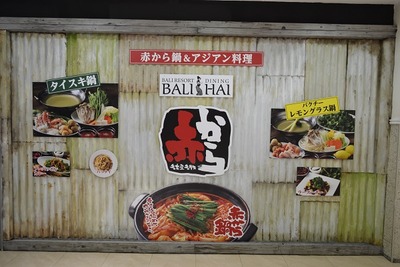 赤から鍋&アジアン料理
BALI RESORT DINING
BALI HAI
タイスキ鍋
パクチー
レモングラス鍋
赤から
赤から鍋